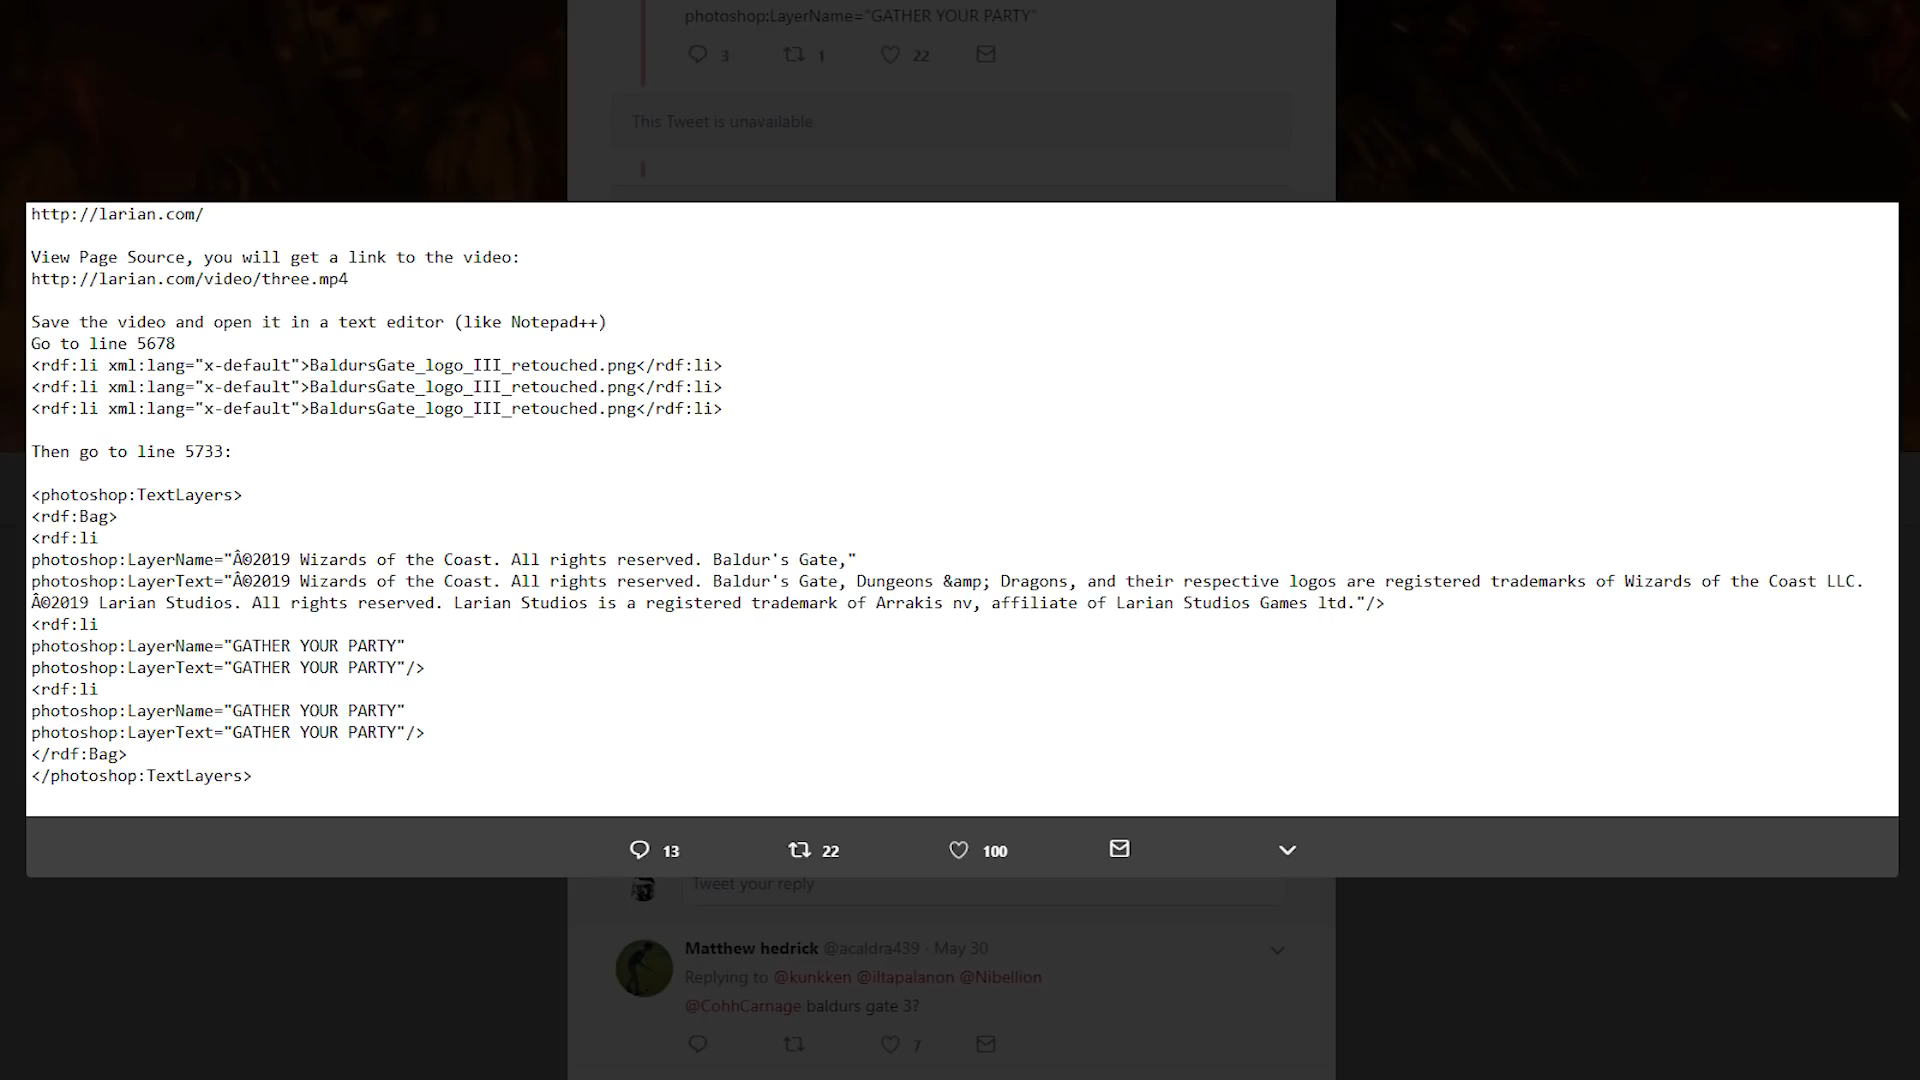 photoshop:LayerName="GATHER YOUR PARTY"
3 1 22
This Tweet is unavailable.
http://larian.com/
View Page Source, you will get a link to the video:
http://larian.com/video/three.mp4
Save the video and open it in a text editor (like Notepad++)
Go to line 5678
<rdf:li xml:lang="x-default">BaldursGate_logo_III_retouched.png</rdf:li>
<rdf:li xml:lang="x-default">BaldursGate_logo_III_retouched.png</rdf:li>
<rdf:li xml:lang="x-default">BaldursGate_logo_III_retouched.png</rdf:li>
Then go to line 5733:
<photoshop:TextLayers>
<rdf:Bag>
<rdf:li
photoshop:LayerName="Â©2019 Wizards of the Coast. All rights reserved. Baldur's Gate,"
photoshop:LayerText="Â©2019 Wizards of the Coast. All rights reserved. Baldur's Gate, Dungeons &amp; Dragons, and their respective logos are registered trademarks of Wizards of the Coast LLC.
Â©2019 Larian Studios. All rights reserved. Larian Studios is a registered trademark of Arrakis nv, affiliate of Larian Studios Games ltd."/>
<rdf:li
photoshop:LayerName="GATHER YOUR PARTY"
photoshop:LayerText="GATHER YOUR PARTY"/>
<rdf:li
photoshop:LayerName="GATHER YOUR PARTY"
photoshop:LayerText="GATHER YOUR PARTY"/>
</rdf:Bag>
</photoshop:TextLayers>
13 22 100
Tweet your reply
Matthew hedrick @acaldra439 · May 30
Replying to @kunkken @iltapalanon @Nibellion
@CohhCarnage baldurs gate 3?
7